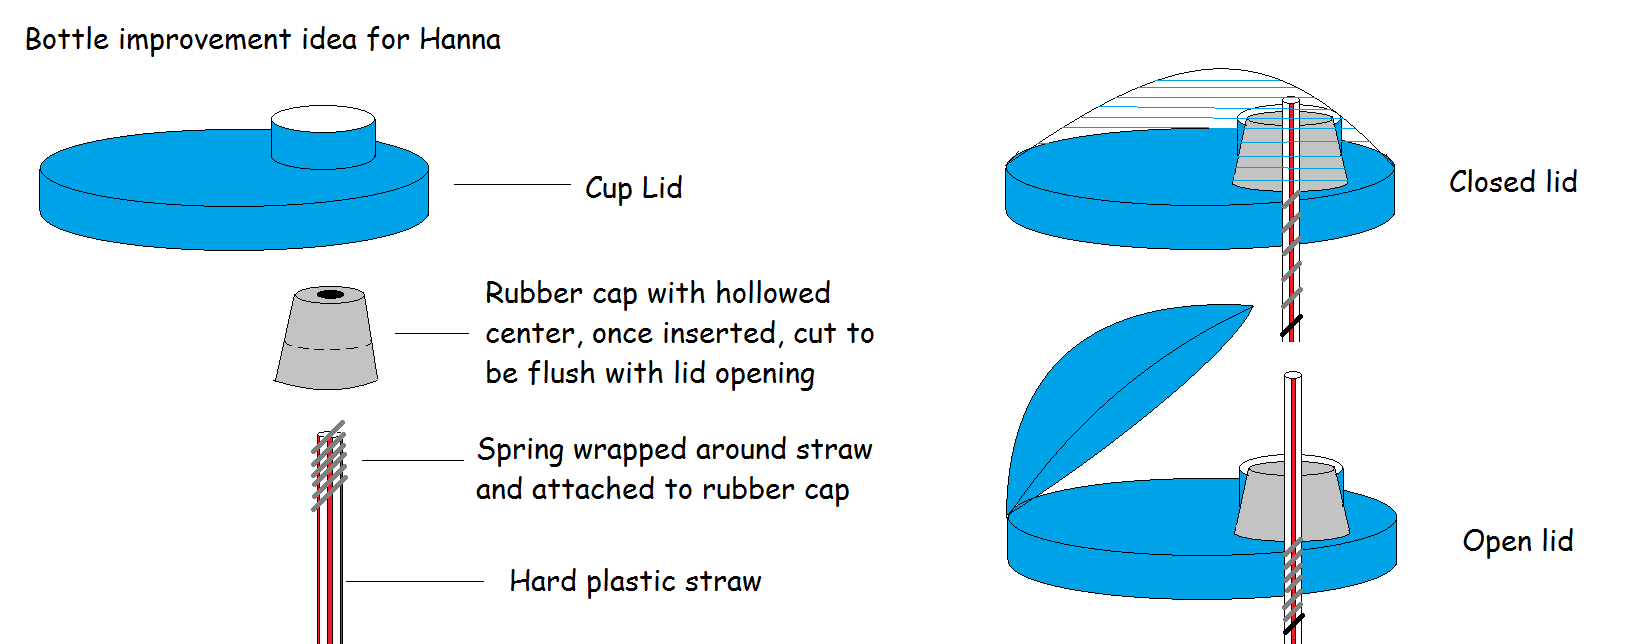 Bottle improvement idea for Hanna
Cup Lid
Rubber cap with hollowed
center, once inserted, cut to
be flush with lid opening
Spring wrapped around straw
and attached to rubber cap
Hard plastic straw
Closed lid
Open lid